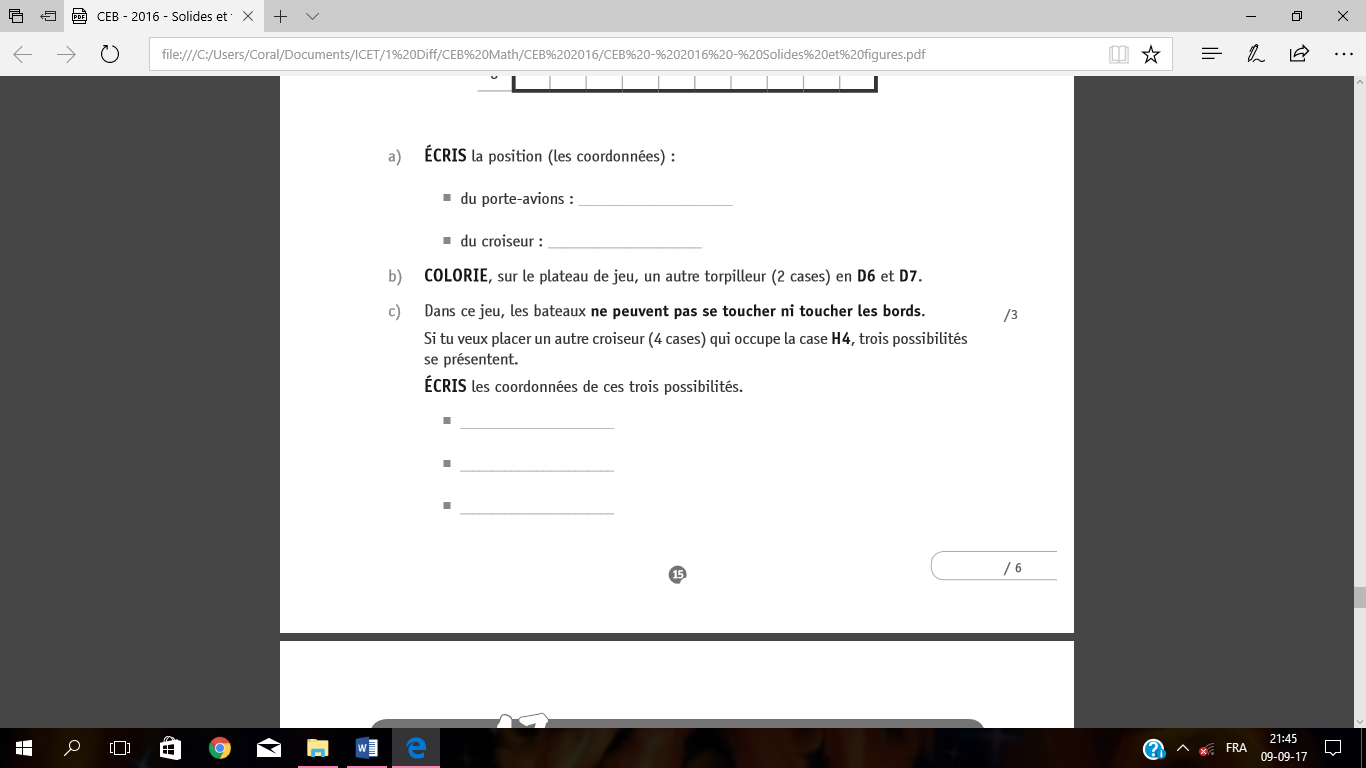 CEB - 2016 - Solides et
file:///C:/Users/Coral/Documents/ICET/1%20Diff/CEB%20Math/CEB%202016/CEB%20-%202016%20-%20Solides%20et%20figures.pdf
a) ÉCRIS la position (les coordonnées) :
■ du porte-avions :
■ du croiseur :
b) COLORIE, sur le plateau de jeu, un autre torpilleur (2 cases) en D6 et D7.
c) Dans ce jeu, les bateaux ne peuvent pas se toucher ni toucher les bords.
/3
Si tu veux placer un autre croiseur (4 cases) qui occupe la case H4, trois possibilités
se présentent.
ÉCRIS les coordonnées de ces trois possibilités.
15
/ 6
FRA
21:45
09-09-17